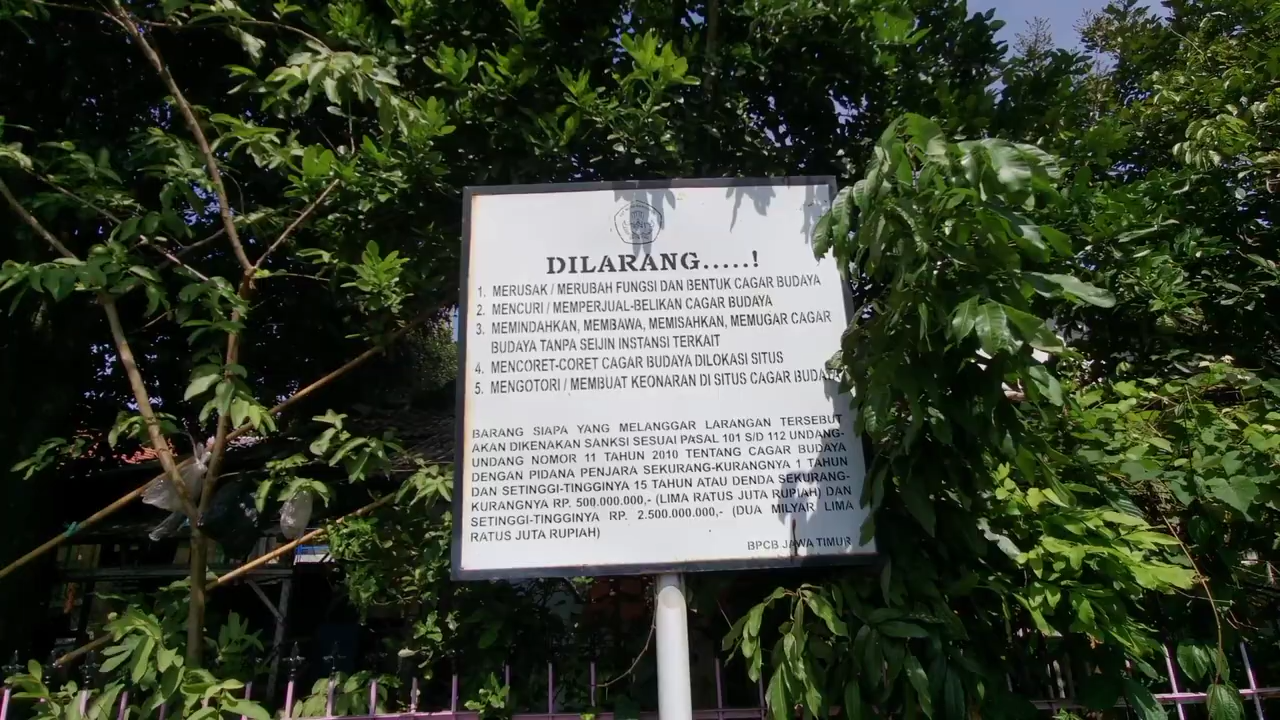 DILARANG.....!
1. MERUSAK / MERUBAH FUNGSI DAN BENTUK CAGAR BUDAYA
2. MENCURI / MEMPERJUAL-BELIKAN CAGAR BUDAYA
3. MEMINDAHKAN, MEMBAWA, MEMISAHKAN, MEMUGAR CAGAR
BUDAYA TANPA SEIJIN INSTANSI TERKAIT
4. MENCORET-CORET CAGAR BUDAYA DILOKASI SITUS
5. MENGOTORI / MEMBUAT KEONARAN DI SITUS CAGAR BUDAYA
BARANG SIAPA YANG MELANGGAR LARANGAN TERSEBUT
AKAN DIKENAKAN SANKSI SESUAI PASAL 101 S/D 112 UNDANG-
UNDANG NOMOR 11 TAHUN 2010 TENTANG CAGAR BUDAYA
DENGAN PIDANA PENJARA SEKURANG-KURANGNYA 1 TAHUN
DAN SETINGGI-TINGGINYA 15 TAHUN ATAU DENDA SEKURANG-
KURANGNYA RP. 500.000.000,- (LIMA RATUS JUTA RUPIAH) DAN
SETINGGI-TINGGINYA RP. 2.500.000.000,- (DUA MILYAR LIMA
RATUS JUTA RUPIAH)
BPCB JAWA TIMUR